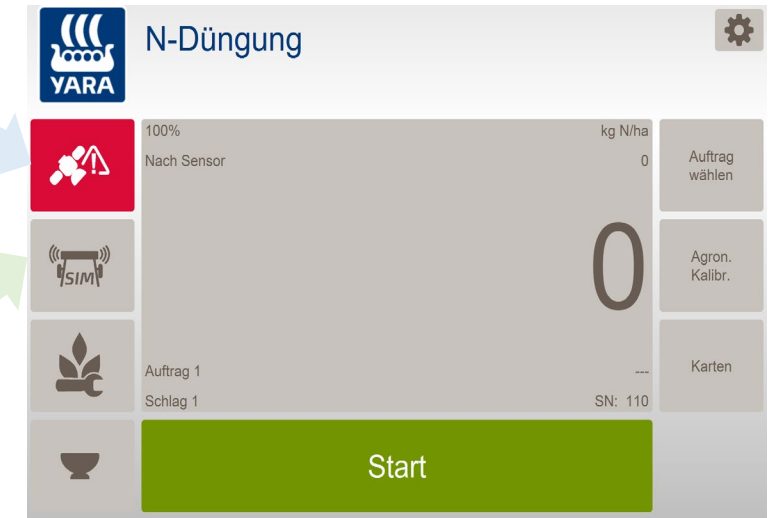 YARA
N-Düngung
100%
kg N/ha
Nach Sensor
0
0
Auftrag
wählen
SIM
Agron.
Kalibr.
Auftrag 1
---
Karten
Schlag 1
SN: 110
Start